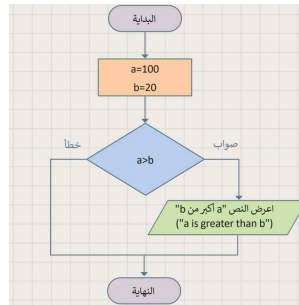 البداية
a=100
b=20
a>b
صواب
خطأ
اعرض النص "a أكبر من b"
("a is greater than b")
النهاية